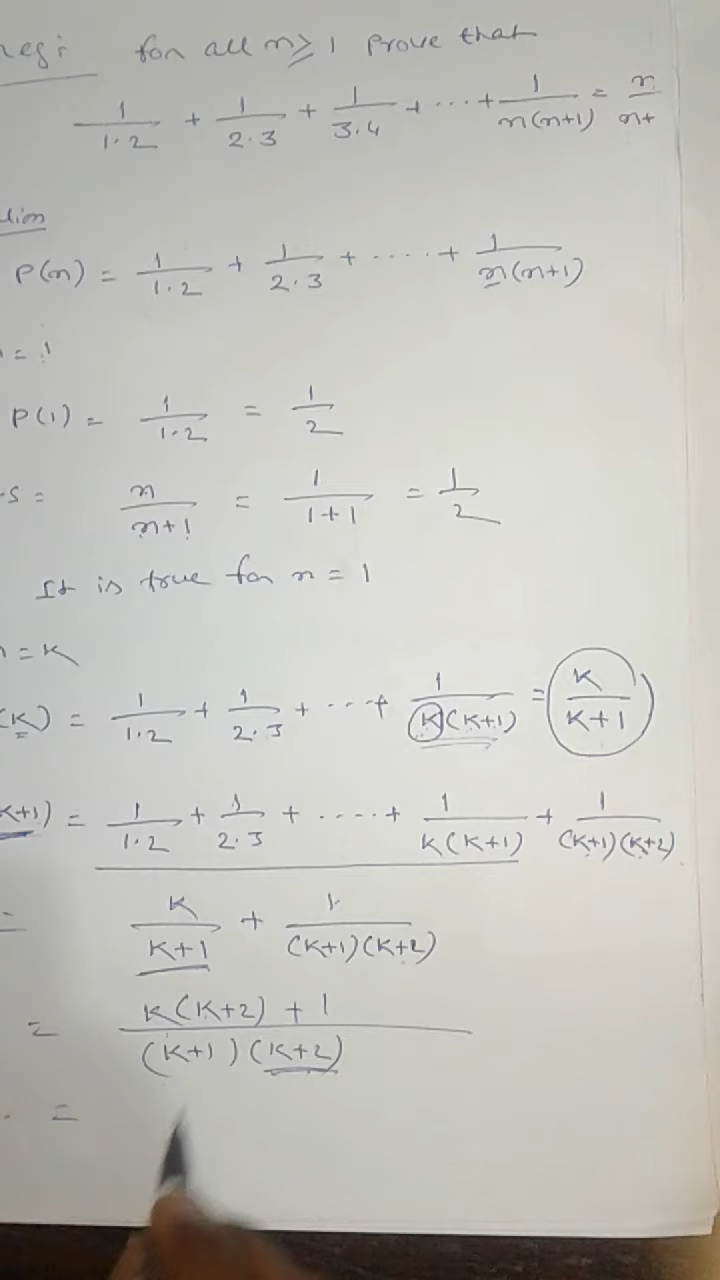 for all n ≥ 1 prove that
1/1·2 + 1/2·3 + 1/3·4 + ... + 1/n(n+1) = n/n+
P(n) = 1/1·2 + 1/2·3 + .... + 1/n(n+1)
= 1
P(1) = 1/1·2 = 1/2
S = n/n+1 = 1/1+1 = 1/2
It is true for n = 1
= K
(K) = 1/1·2 + 1/2·3 + ... + 1/K(K+1) = K/K+1
K+1) = 1/1·2 + 1/2·3 + ..... + 1/K(K+1) + 1/(K+1)(K+2)
= K/K+1 + 1/(K+1)(K+2)
= K(K+2) + 1/(K+1)(K+2)
=